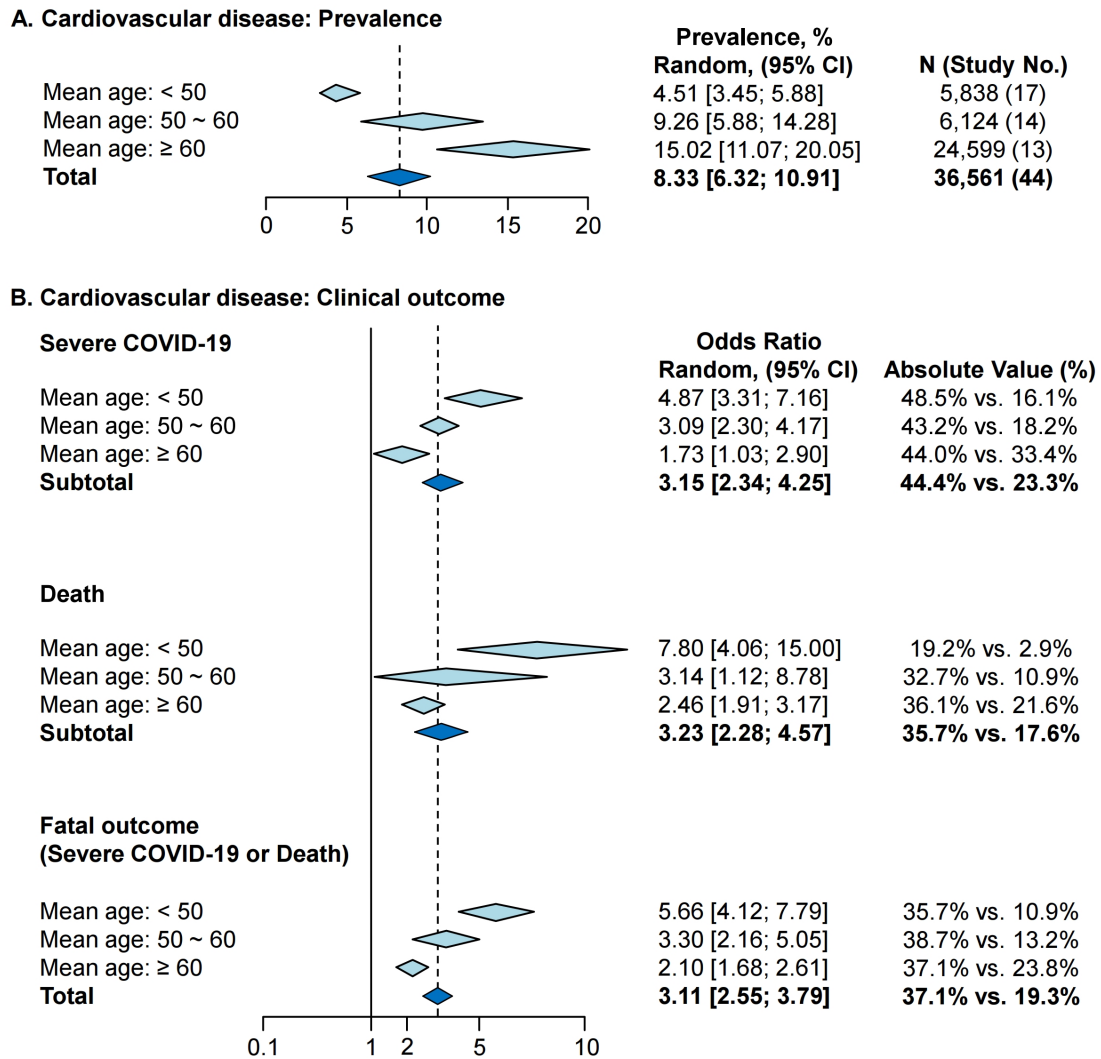 A. Cardiovascular disease: Prevalence
Prevalence, %
Random, (95% CI) N (Study No.)
Mean age: < 50 4.51 [3.45; 5.88] 5,838 (17)
Mean age: 50 ~ 60 9.26 [5.88; 14.28] 6,124 (14)
Mean age: ≥ 60 15.02 [11.07; 20.05] 24,599 (13)
Total 8.33 [6.32; 10.91] 36,561 (44)
0 5 10 15 20
B. Cardiovascular disease: Clinical outcome
Severe COVID-19 Odds Ratio
Random, (95% CI) Absolute Value (%)
Mean age: < 50 4.87 [3.31; 7.16] 48.5% vs. 16.1%
Mean age: 50 ~ 60 3.09 [2.30; 4.17] 43.2% vs. 18.2%
Mean age: ≥ 60 1.73 [1.03; 2.90] 44.0% vs. 33.4%
Subtotal 3.15 [2.34; 4.25] 44.4% vs. 23.3%
Death
Mean age: < 50 7.80 [4.06; 15.00] 19.2% vs. 2.9%
Mean age: 50 ~ 60 3.14 [1.12; 8.78] 32.7% vs. 10.9%
Mean age: ≥ 60 2.46 [1.91; 3.17] 36.1% vs. 21.6%
Subtotal 3.23 [2.28; 4.57] 35.7% vs. 17.6%
Fatal outcome
(Severe COVID-19 or Death)
Mean age: < 50 5.66 [4.12; 7.79] 35.7% vs. 10.9%
Mean age: 50 ~ 60 3.30 [2.16; 5.05] 38.7% vs. 13.2%
Mean age: ≥ 60 2.10 [1.68; 2.61] 37.1% vs. 23.8%
Total 3.11 [2.55; 3.79] 37.1% vs. 19.3%
0.1 1 2 5 10